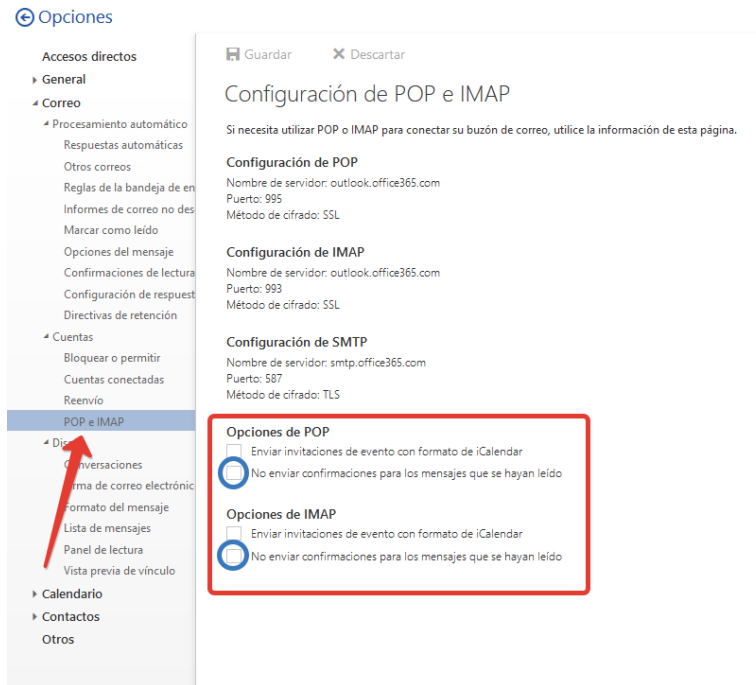 Opciones
Accesos directos
General
Correo
Procesamiento automático
Respuestas automáticas
Otros correos
Reglas de la bandeja de en
Informes de correo no des
Marcar como leído
Opciones del mensaje
Confirmaciones de lectura
Configuración de respuest
Directivas de retención
Cuentas
Bloquear o permitir
Cuentas conectadas
Reenvío
POP e IMAP
Conversaciones
correo electrónic
Formato del mensaje
Lista de mensajes
Panel de lectura
Vista previa de vínculo
Calendario
Contactos
Otros
Guardar
Descartar
Configuración de POP e IMAP
Si necesita utilizar POP o IMAP para conectar su buzón de correo, utilice la información de esta página.
Configuración de POP
Nombre de servidor: outlook.office365.com
Puerto: 995
Método de cifrado: SSL
Configuración de IMAP
Nombre de servidor: outlook.office365.com
Puerto: 993
Método de cifrado: SSL
Configuración de SMTP
Nombre de servidor: smtp.office365.com
Puerto: 587
Método de cifrado: TLS
Opciones de POP
Enviar invitaciones de evento con formato de iCalendar
No enviar confirmaciones para los mensajes que se hayan leído
Opciones de IMAP
Enviar invitaciones de evento con formato de iCalendar
No enviar confirmaciones para los mensajes que se hayan leído